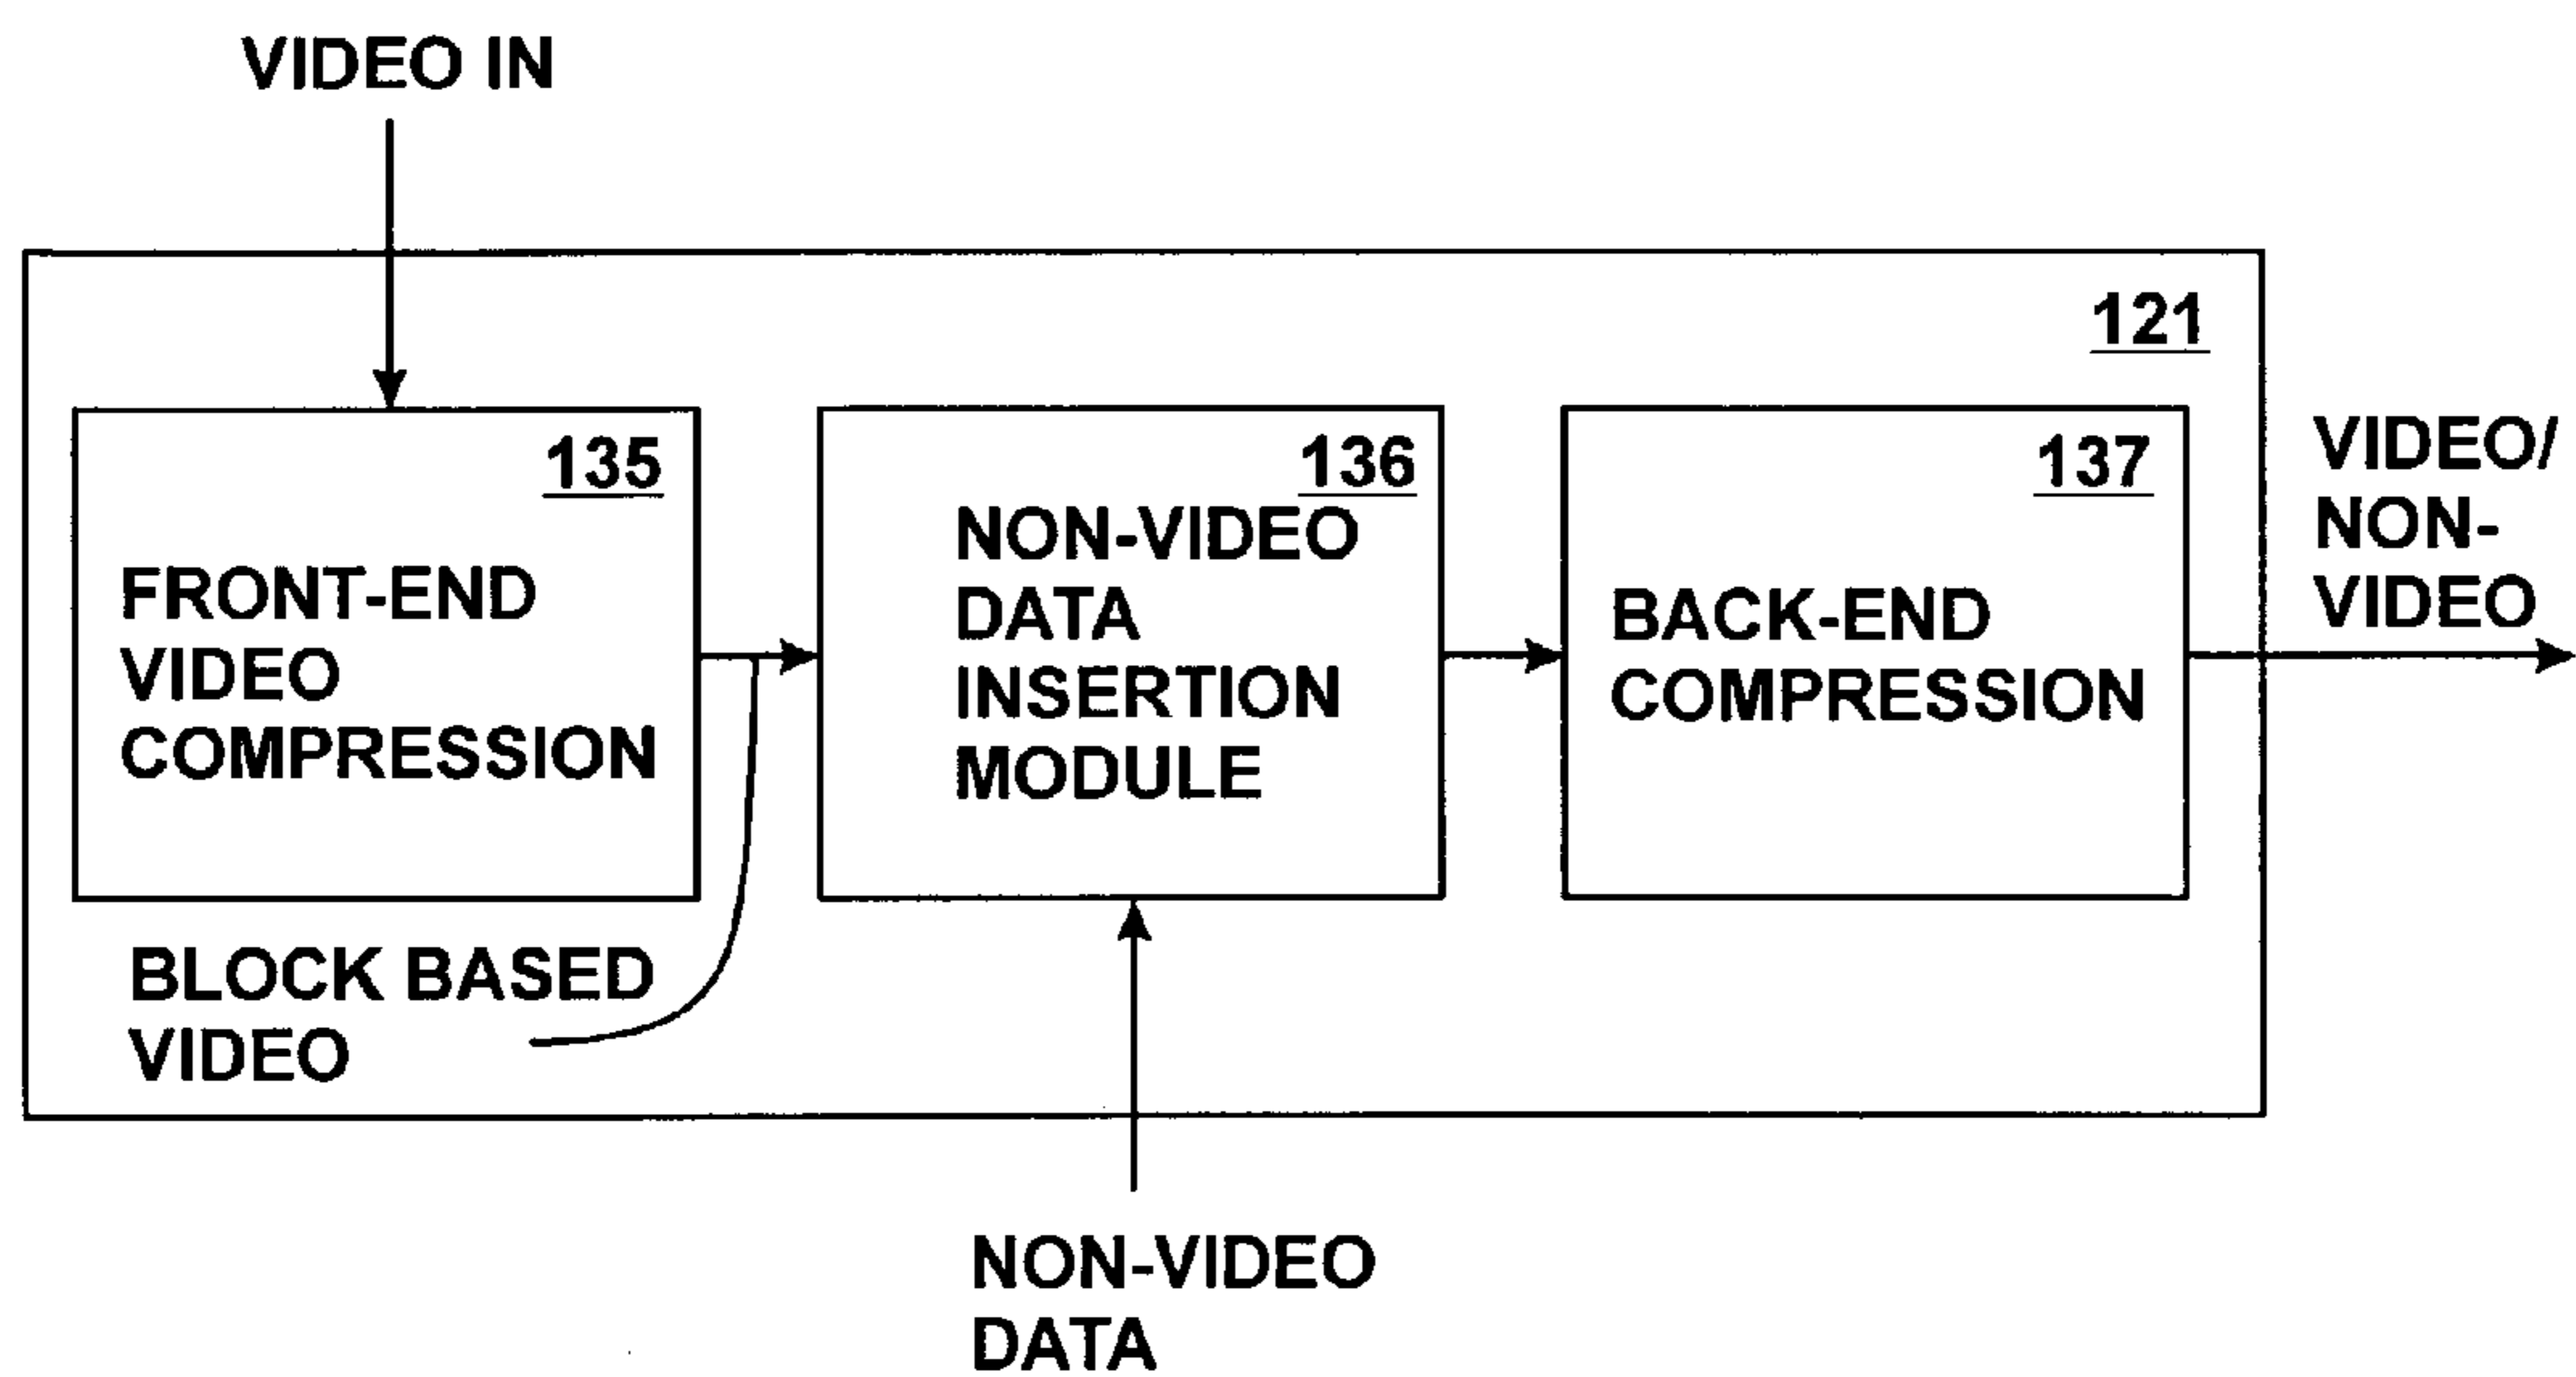 VIDEO IN
121
135
FRONT-END
VIDEO
COMPRESSION
136
NON-VIDEO
DATA
INSERTION
MODULE
137
BACK-END
COMPRESSION
VIDEO/
NON-
VIDEO
BLOCK BASED
VIDEO
NON-VIDEO
DATA